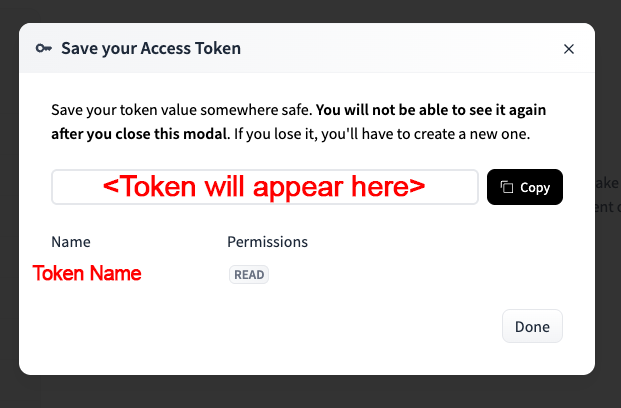 Save your Access Token
Save your token value somewhere safe. You will not be able to see it again
after you close this modal. If you lose it, you'll have to create a new one.
<Token will appear here>
Copy
Name Permissions
Token Name READ
Done